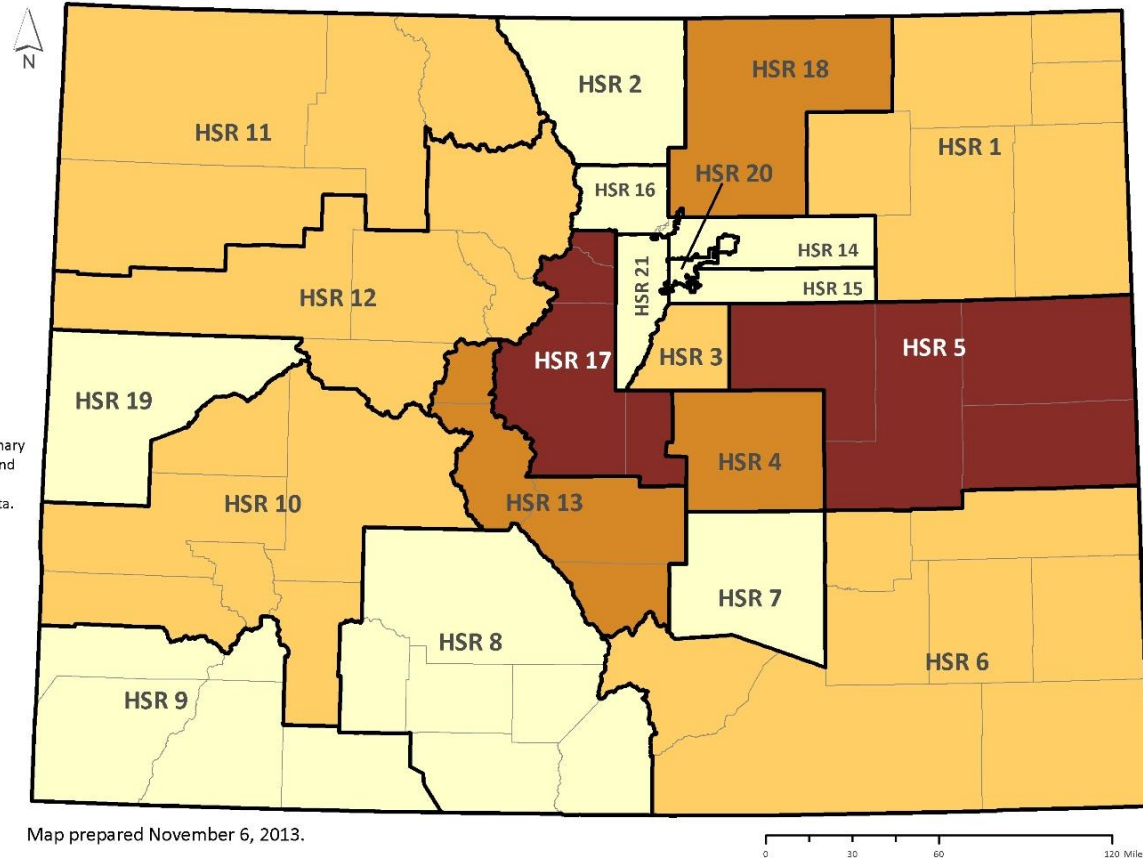 N
HSR 2
HSR 18
HSR 11
HSR 1
HSR 20
HSR 16
HSR 14
HSR 21
HSR 15
HSR 12
HSR 3
HSR 17
HSR 5
HSR 19
HSR 4
HSR 10
HSR 13
ta.
HSR 7
HSR 8
HSR 6
HSR 9
Map prepared November 6, 2013.
0 30 60 120 Mile